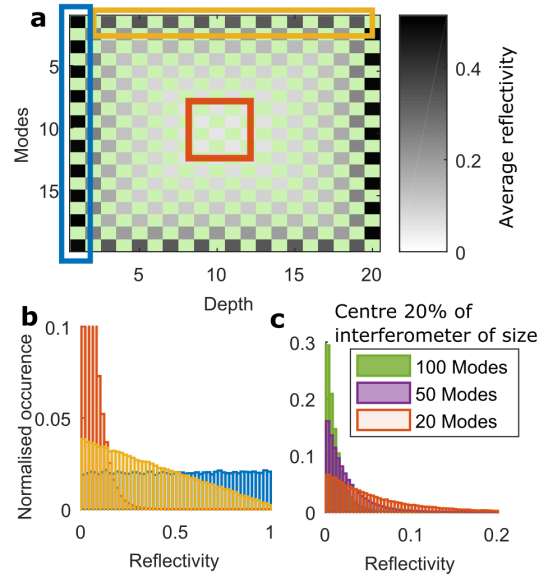 a
Modes
5
10
15
5
10
15
20
Depth
0.4
0.2
0
Average reflectivity
b
Normalised occurence
0.1
0.05
0
0
0.5
1
Reflectivity
c
Centre 20% of
interferometer of size
0.3
0.2
0.1
0
100 Modes
50 Modes
20 Modes
0
0.1
0.2
Reflectivity